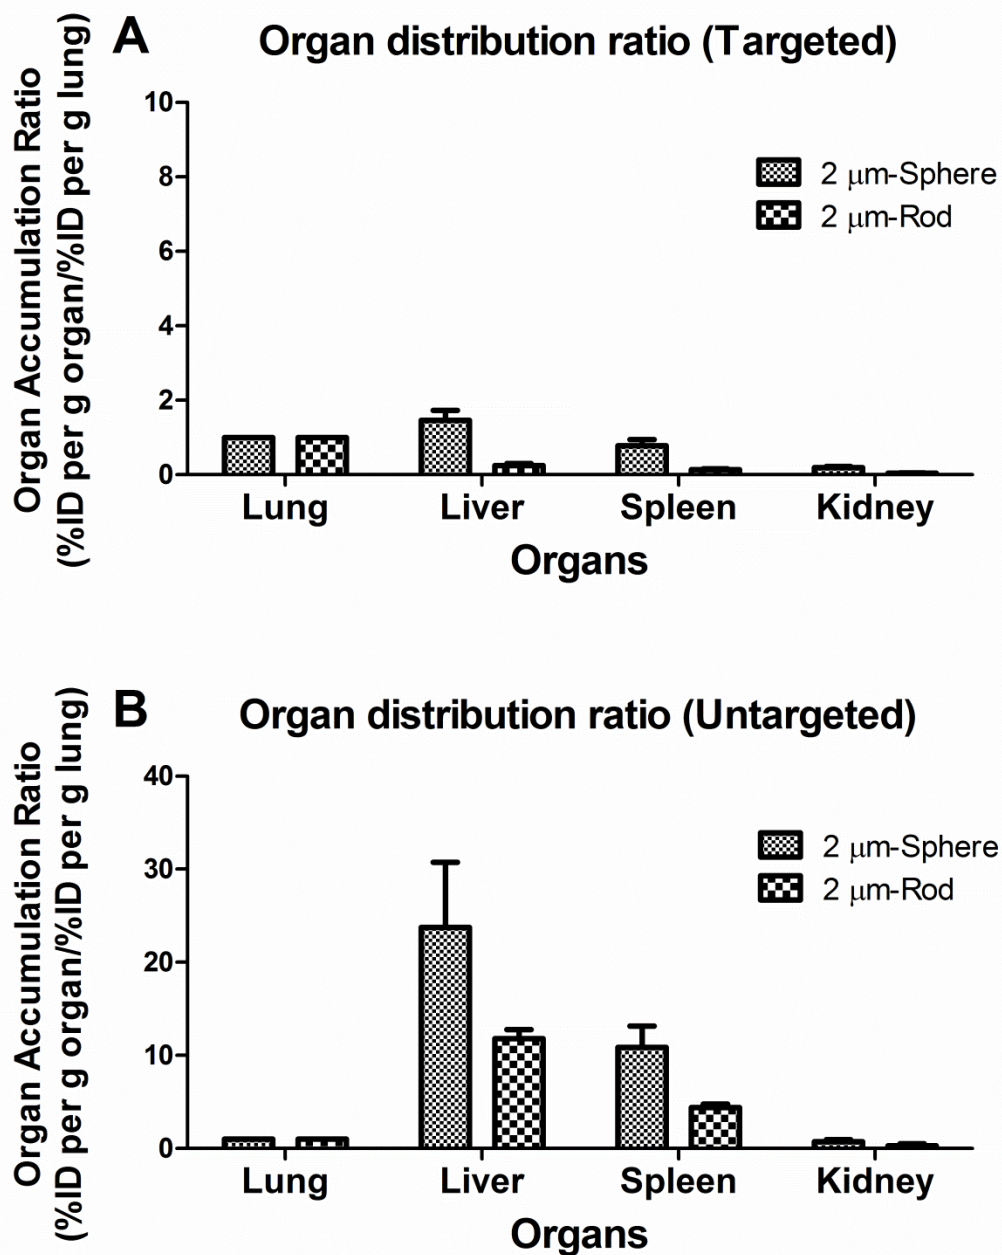 A
Organ distribution ratio (Targeted)
Organ Accumulation Ratio
(%ID per g organ/%ID per g lung)
10
8
6
4
2
0
2 μm-Sphere
2 μm-Rod
Lung Liver Spleen Kidney
Organs
B
Organ distribution ratio (Untargeted)
Organ Accumulation Ratio
(%ID per g organ/%ID per g lung)
40
30
20
10
0
2 μm-Sphere
2 μm-Rod
Lung Liver Spleen Kidney
Organs